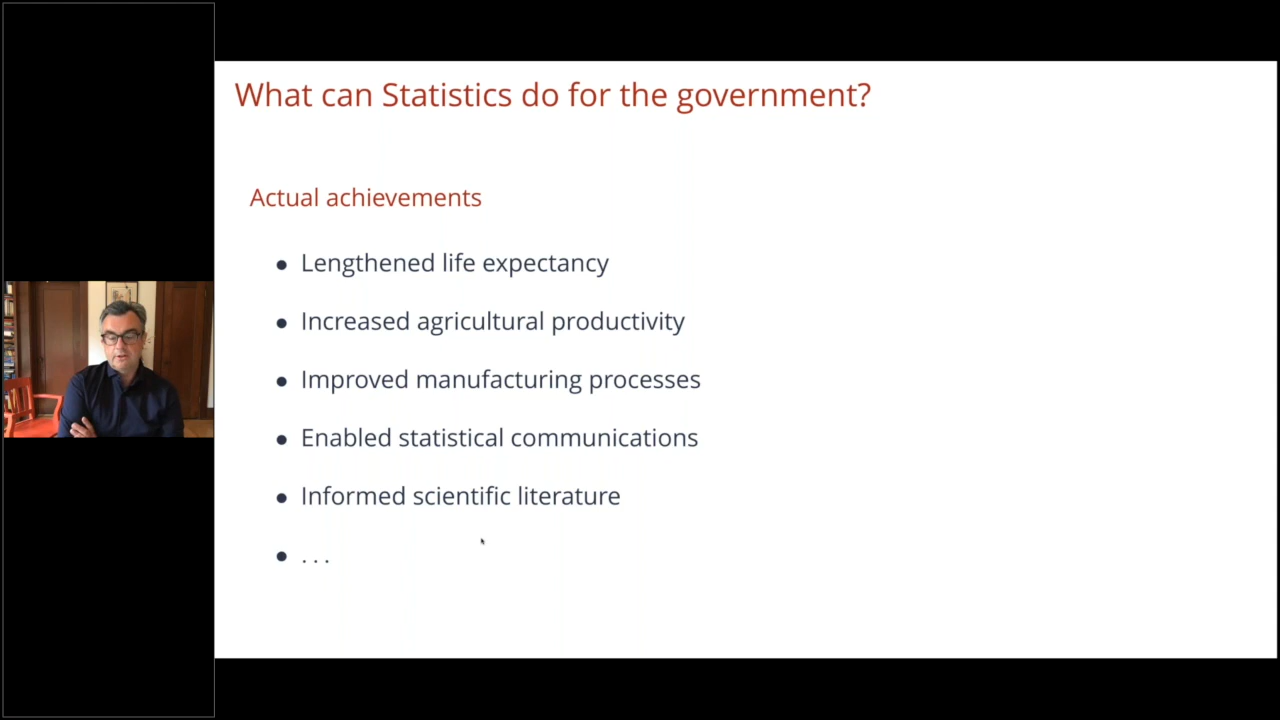 What can Statistics do for the government?
Actual achievements
● Lengthened life expectancy
● Increased agricultural productivity
● Improved manufacturing processes
● Enabled statistical communications
● Informed scientific literature
● . . .